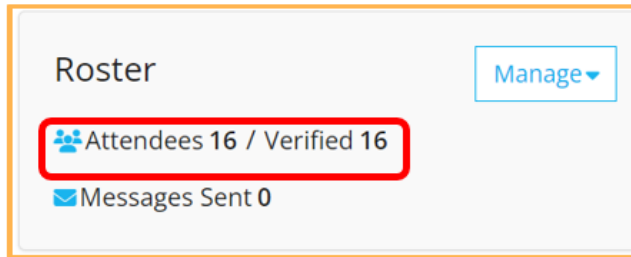 Roster
Manage
Attendees 16 / Verified 16
Messages Sent 0